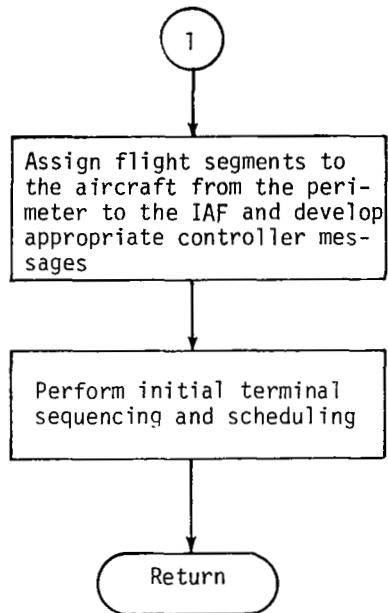 1
Assign flight segments to
the aircraft from the peri-
meter to the IAF and develop
appropriate controller mes-
sages
Perform initial terminal
sequencing and scheduling
Return